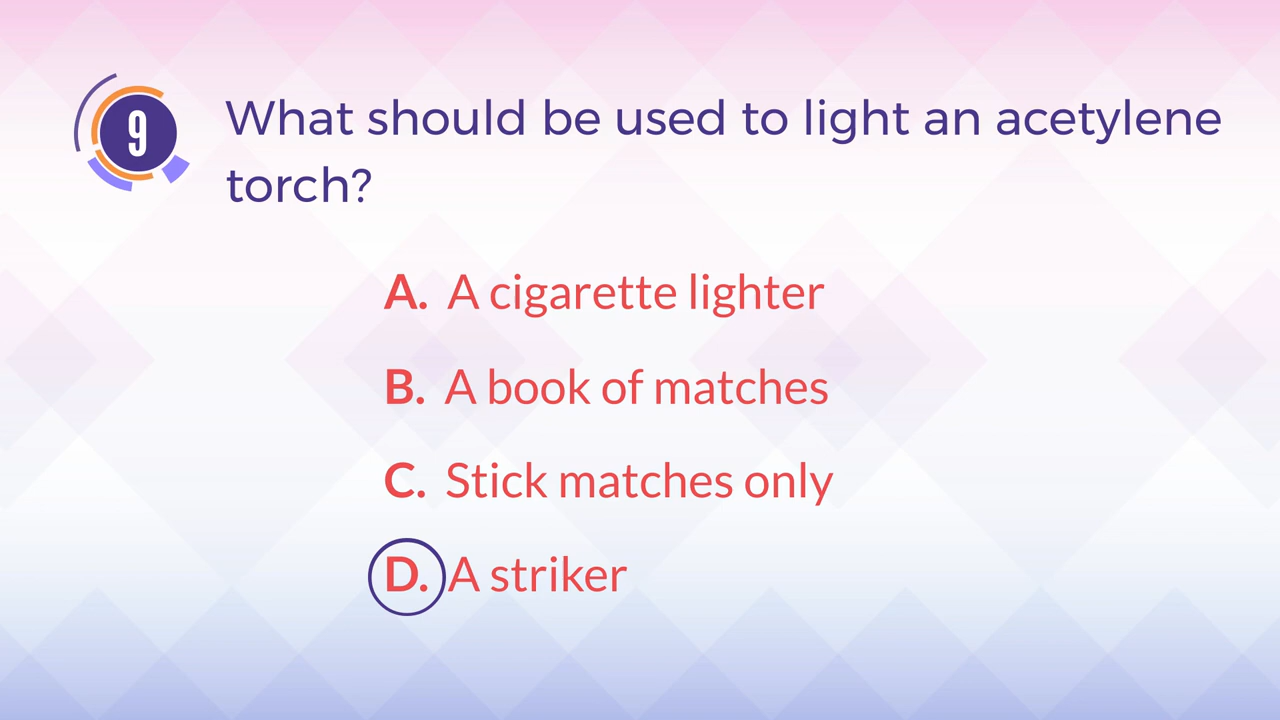 9
What should be used to light an acetylene
torch?
A. A cigarette lighter
B. A book of matches
C. Stick matches only
D. A striker